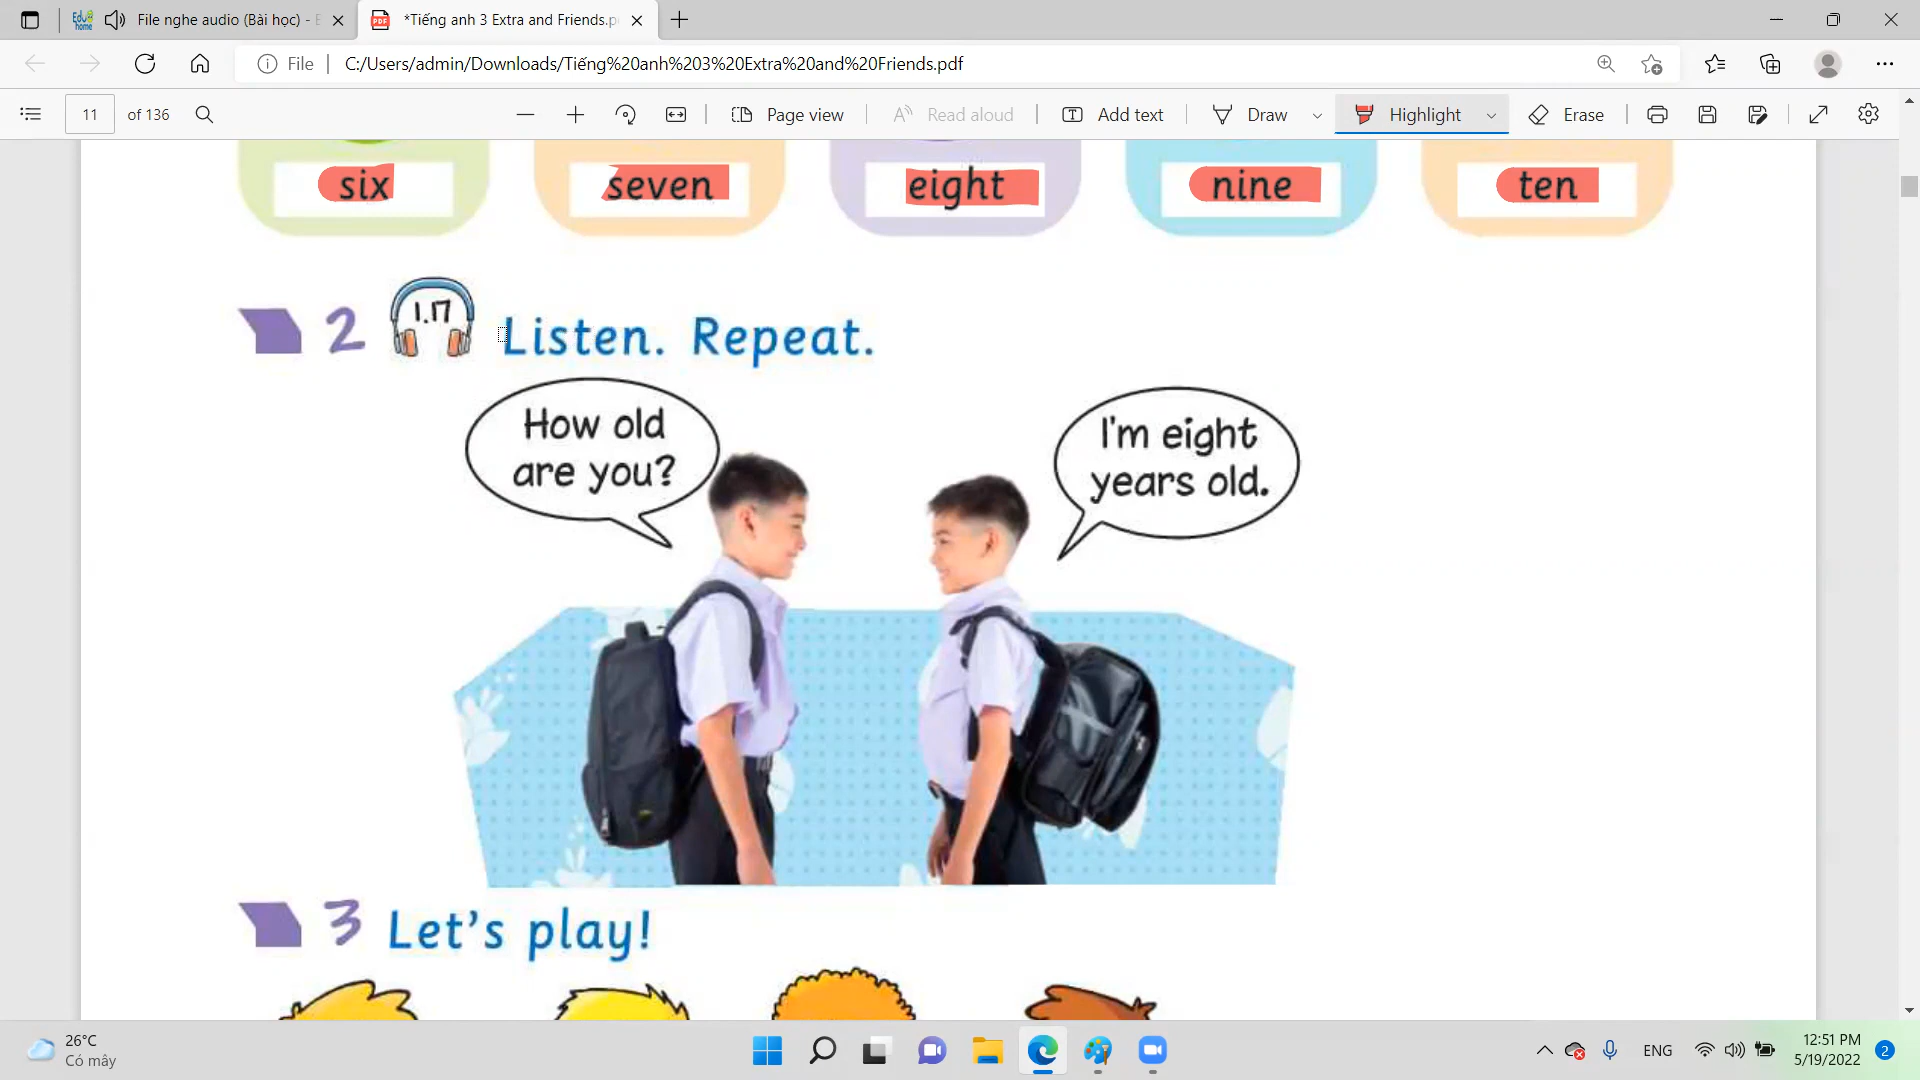 File nghe audio (Bài học) - E
*Tiếng anh 3 Extra and Friends.p
File
C:/Users/admin/Downloads/Tiếng%20anh%203%20Extra%20and%20Friends.pdf
11 of 136
Page view
Read aloud
Add text
Draw
Highlight
Erase
six seven eight nine ten
2 1.17 Listen. Repeat.
How old
are you?
I'm eight
years old.
3 Let's play!
26°C
Có mây
ENG
12:51 PM
5/19/2022
2